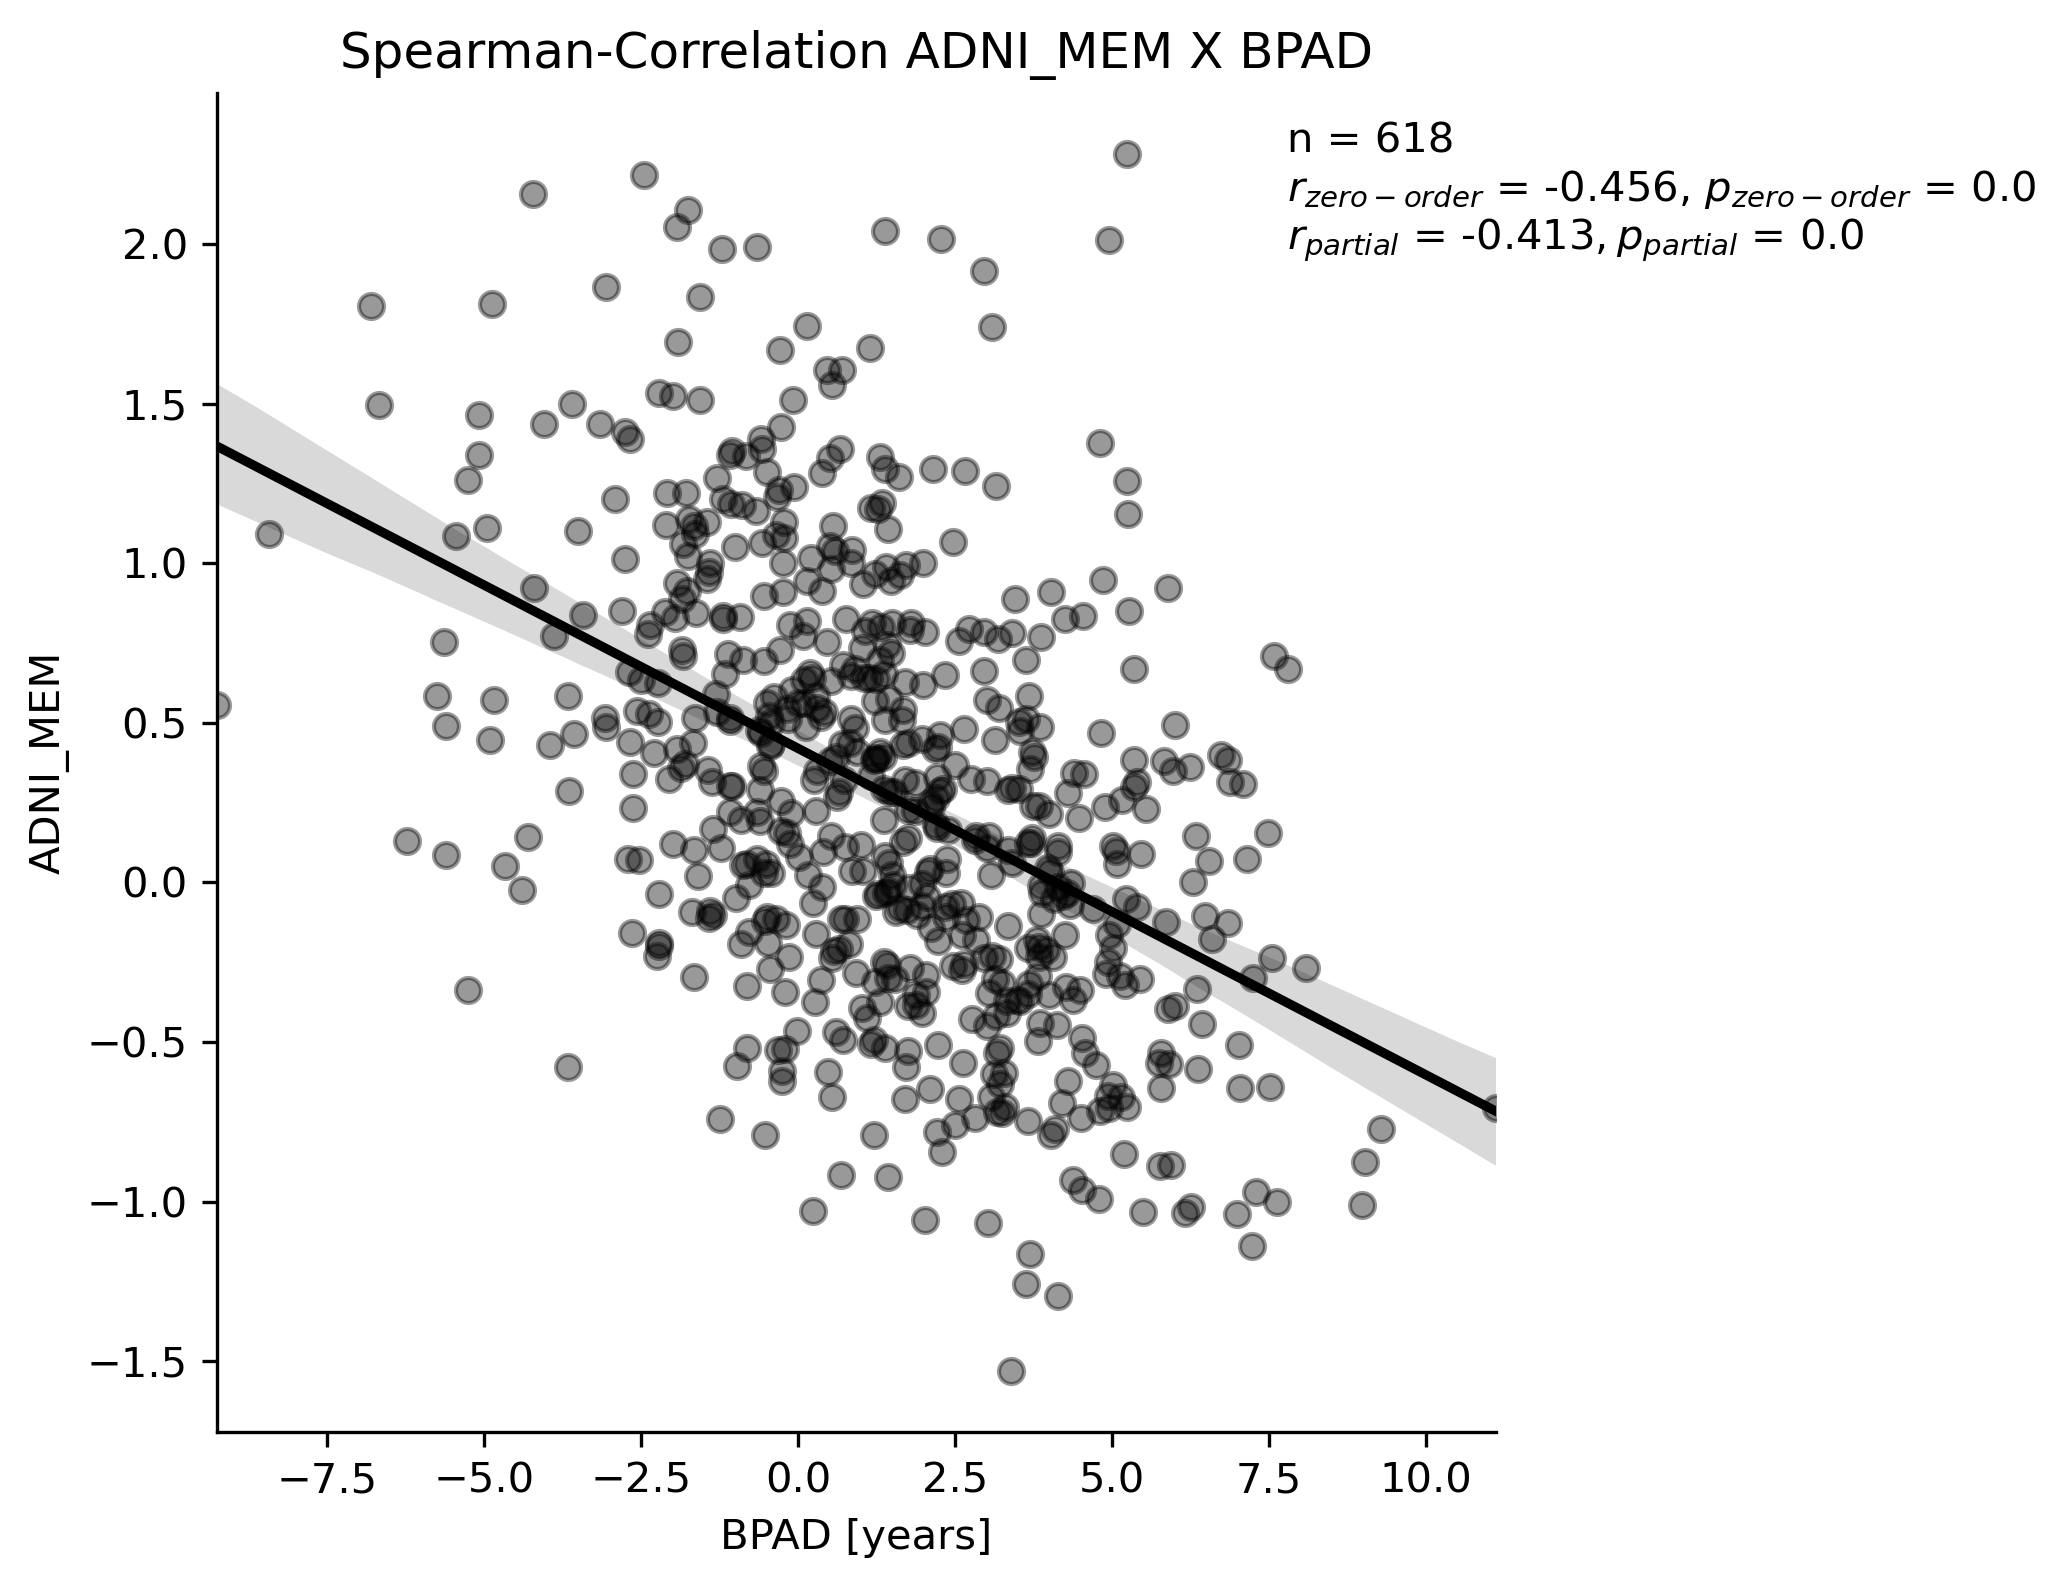 Spearman-Correlation ADNI_MEM X BPAD
n = 618
r_zero−order = -0.456, p_zero−order = 0.0
r_partial = -0.413, p_partial = 0.0
ADNI_MEM
2.0
1.5
1.0
0.5
0.0
−0.5
−1.0
−1.5
−7.5 −5.0 −2.5 0.0 2.5 5.0 7.5 10.0
BPAD [years]